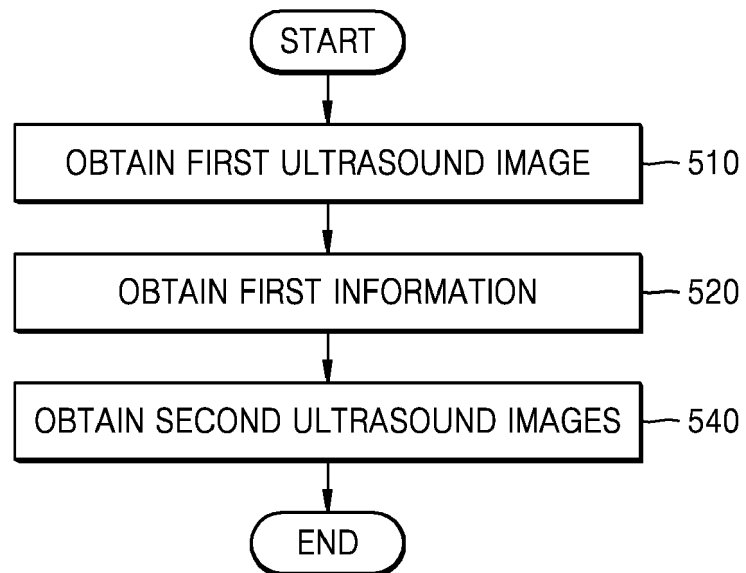 START
OBTAIN FIRST ULTRASOUND IMAGE 510
OBTAIN FIRST INFORMATION 520
OBTAIN SECOND ULTRASOUND IMAGES 540
END